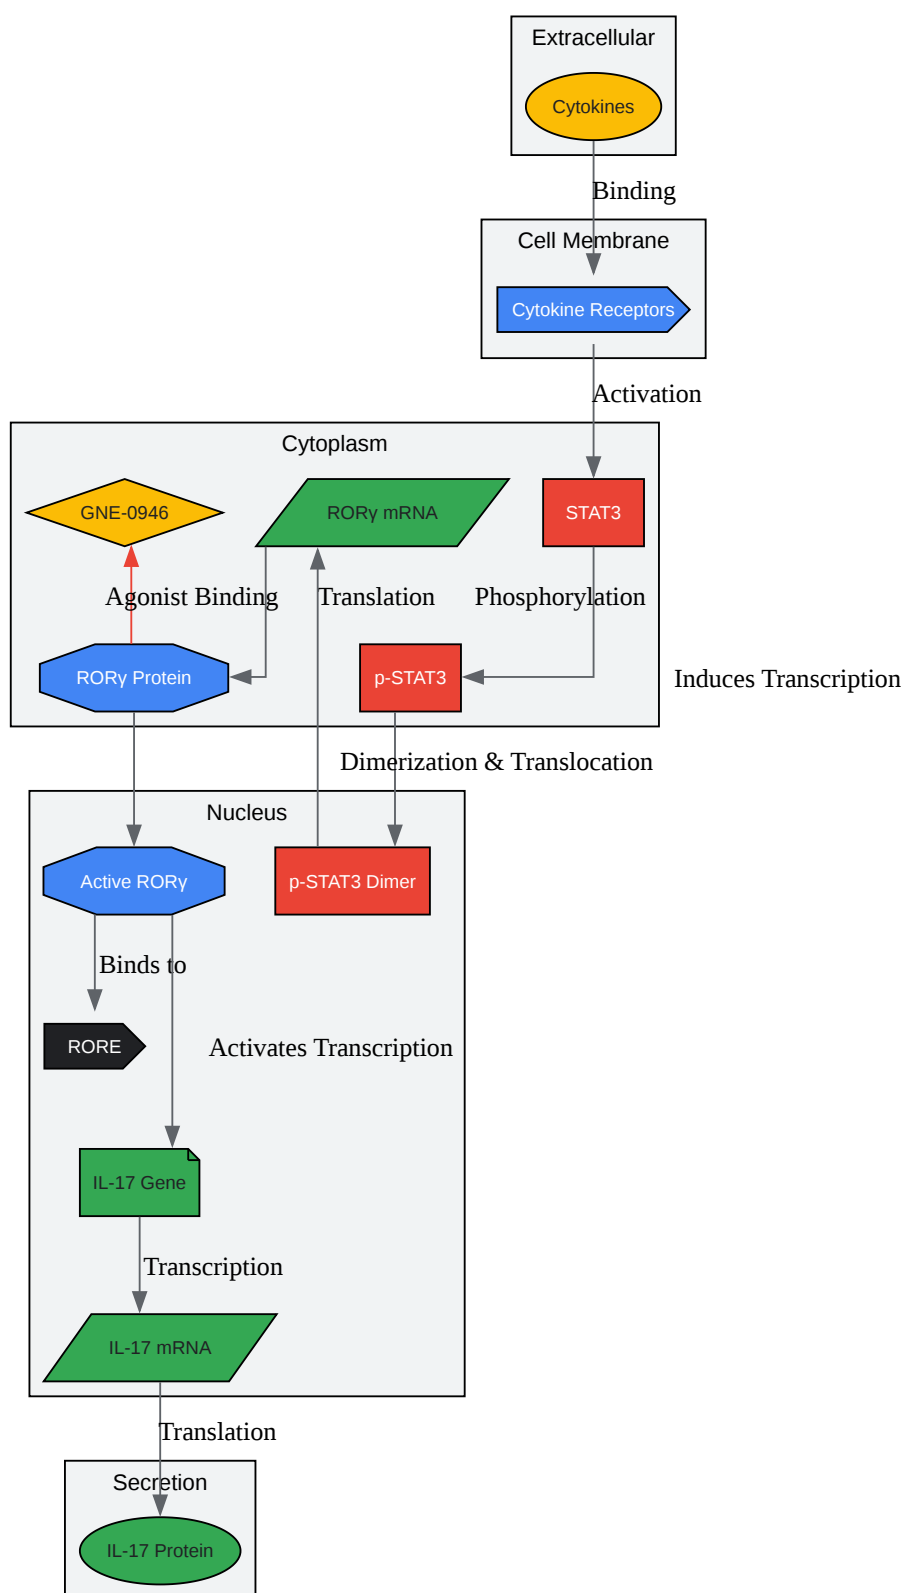 Extracellular
Cytokines
Binding
Cell Membrane
Cytokine Receptors
Activation
Cytoplasm
GNE-0946
RORγ mRNA
STAT3
Agonist Binding
Translation
Phosphorylation
RORγ Protein
p-STAT3
Induces Transcription
Dimerization & Translocation
Nucleus
Active RORγ
p-STAT3 Dimer
Binds to
RORE
Activates Transcription
IL-17 Gene
Transcription
IL-17 mRNA
Translation
Secretion
IL-17 Protein